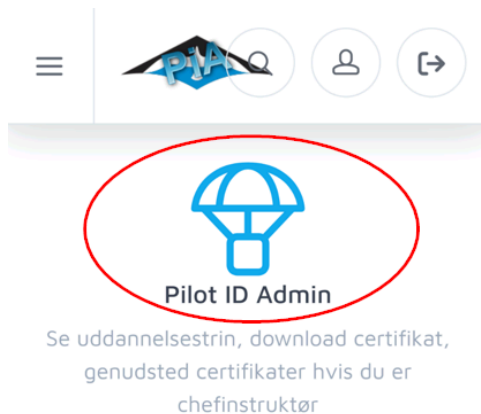 PiA
Pilot ID Admin
Se uddannelsestrin, download certifikat,
genudsted certifikater hvis du er
chefinstruktør